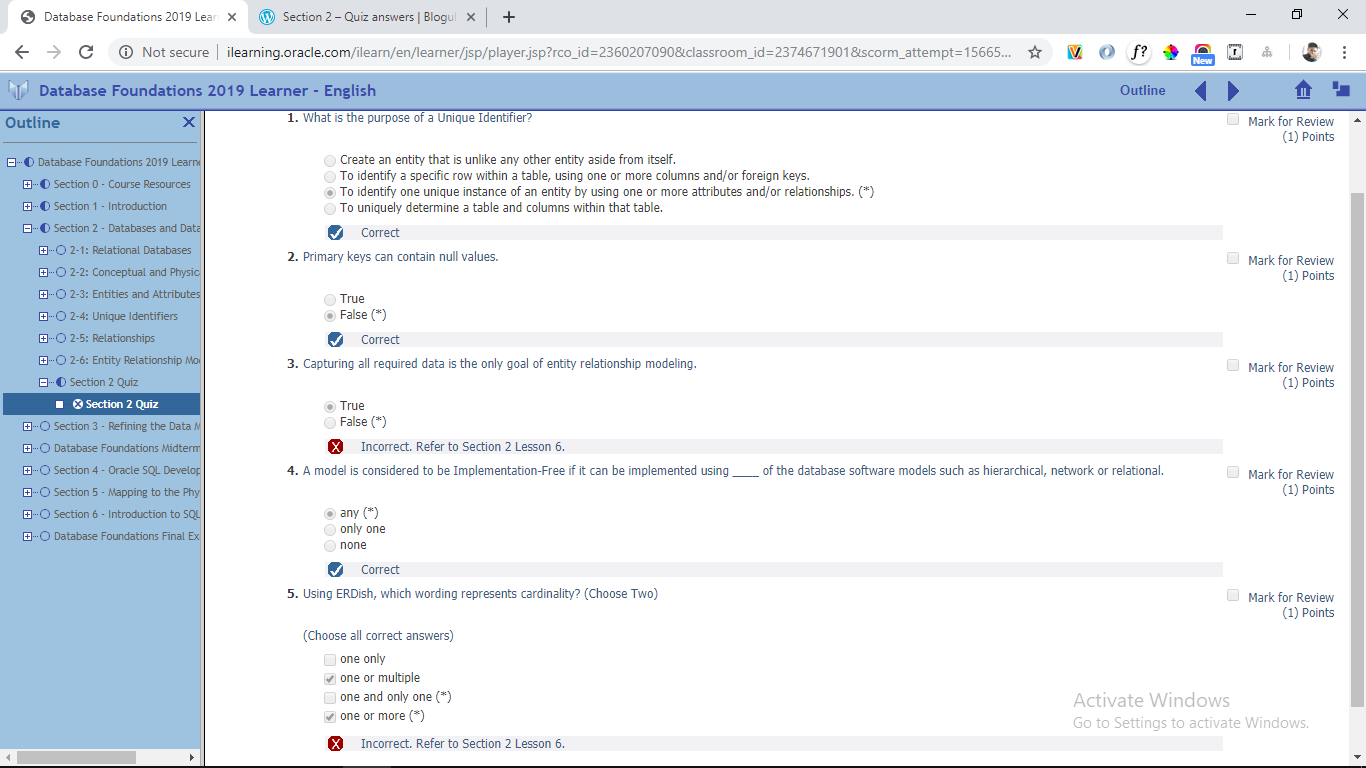 Database Foundations 2019 Lear
Section 2 – Quiz answers | Blogul
Not secure
ilearning.oracle.com/ilearn/en/learner/jsp/player.jsp?rco_id=2360207090&classroom_id=2374671901&scorm_attempt=15665...
f?
New
Database Foundations 2019 Learner - English
Outline
Outline
Database Foundations 2019 Learne
Section 0 - Course Resources
Section 1 - Introduction
Section 2 - Databases and Data
2-1: Relational Databases
2-2: Conceptual and Physic
2-3: Entities and Attributes
2-4: Unique Identifiers
2-5: Relationships
2-6: Entity Relationship Mo
Section 2 Quiz
Section 2 Quiz
Section 3 - Refining the Data M
Database Foundations Midterm
Section 4 - Oracle SQL Develop
Section 5 - Mapping to the Phy
Section 6 - Introduction to SQL
Database Foundations Final Ex
1. What is the purpose of a Unique Identifier?
Mark for Review
(1) Points
Create an entity that is unlike any other entity aside from itself.
To identify a specific row within a table, using one or more columns and/or foreign keys.
To identify one unique instance of an entity by using one or more attributes and/or relationships. (*)
To uniquely determine a table and columns within that table.
Correct
2. Primary keys can contain null values.
Mark for Review
(1) Points
True
False (*)
Correct
3. Capturing all required data is the only goal of entity relationship modeling.
Mark for Review
(1) Points
True
False (*)
Incorrect. Refer to Section 2 Lesson 6.
4. A model is considered to be Implementation-Free if it can be implemented using ____ of the database software models such as hierarchical, network or relational.
Mark for Review
(1) Points
any (*)
only one
none
Correct
5. Using ERDish, which wording represents cardinality? (Choose Two)
Mark for Review
(1) Points
(Choose all correct answers)
one only
one or multiple
one and only one (*)
one or more (*)
Incorrect. Refer to Section 2 Lesson 6.
Activate Windows
Go to Settings to activate Windows.